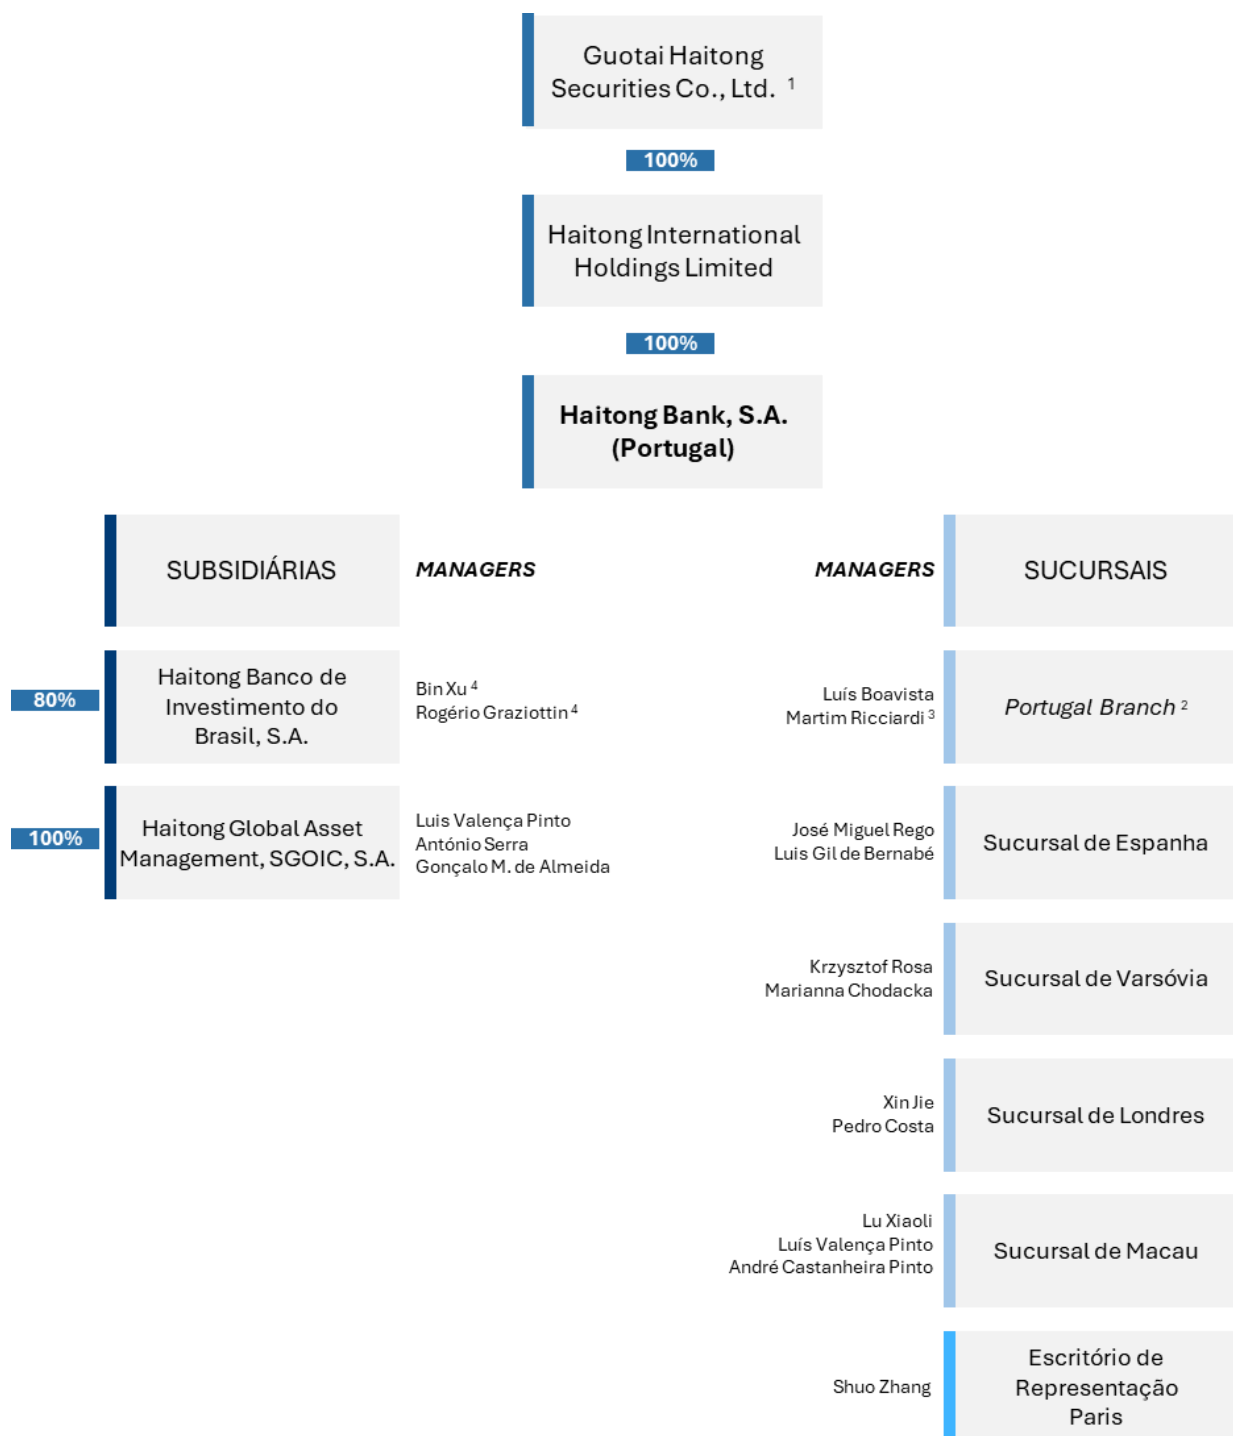 Guotai Haitong
Securities Co., Ltd. 1
100%
Haitong International
Holdings Limited
100%
Haitong Bank, S.A.
(Portugal)
SUBSIDIÁRIAS
MANAGERS
MANAGERS
SUCURSAIS
80%
Haitong Banco de
Investimento do
Brasil, S.A.
Bin Xu 4
Rogério Graziottin 4
Luís Boavista
Martim Ricciardi 3
Portugal Branch 2
100%
Haitong Global Asset
Management, SGOIC, S.A.
Luis Valença Pinto
António Serra
Gonçalo M. de Almeida
José Miguel Rego
Luis Gil de Bernabé
Sucursal de Espanha
Krzysztof Rosa
Marianna Chodacka
Sucursal de Varsóvia
Xin Jie
Pedro Costa
Sucursal de Londres
Lu Xiaoli
Luís Valença Pinto
André Castanheira Pinto
Sucursal de Macau
Shuo Zhang
Escritório de
Representação
Paris